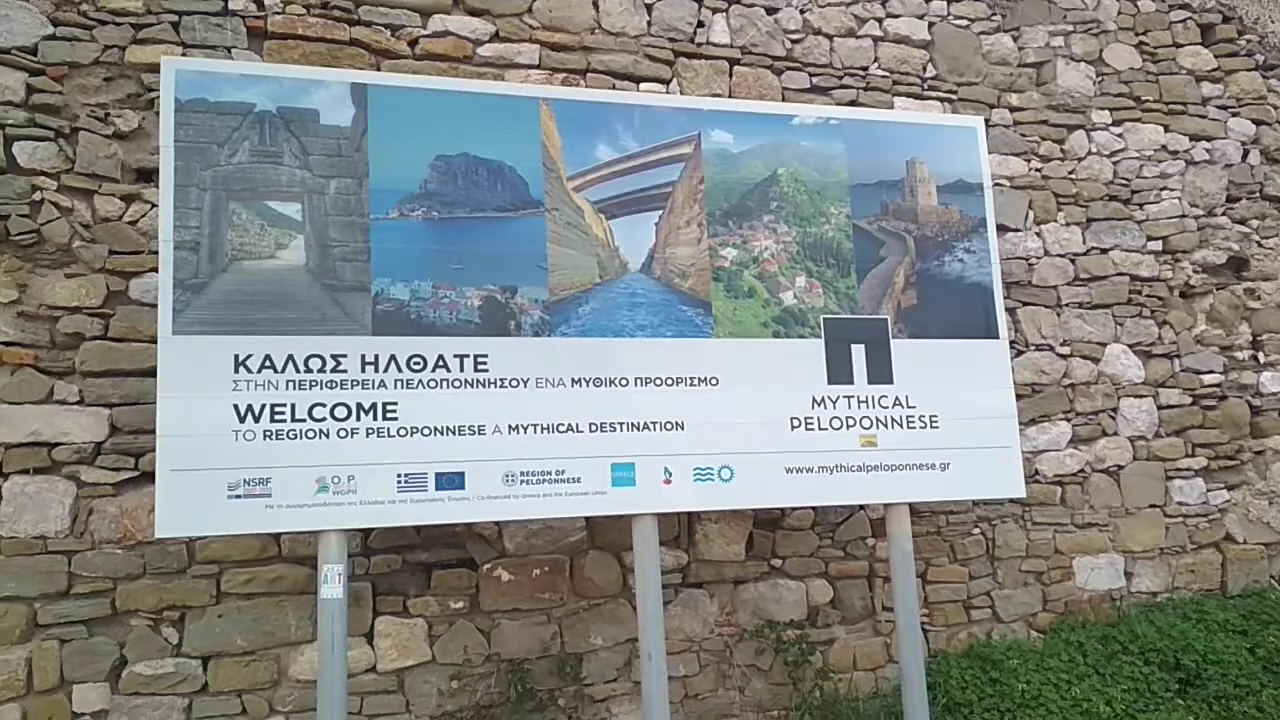 ΚΑΛΩΣ ΗΛΘΑΤΕ
ΣΤΗΝ ΠΕΡΙΦΕΡΕΙΑ ΠΕΛΟΠΟΝΝΗΣΟΥ ΕΝΑ ΜΥΘΙΚΟ ΠΡΟΟΡΙΣΜΟ
WELCOME
TO REGION OF PELOPONNESE A MYTHICAL DESTINATION
MYTHICAL
PELOPONNESE
www.mythicalpeloponnese.gr
NSRF
O.P
WGPII
REGION OF
PELOPONNESE
Με τη συγχρηματοδότηση της Ελλάδας και της Ευρωπαϊκής Ένωσης / Co-financed by Greece and the European Union
ART